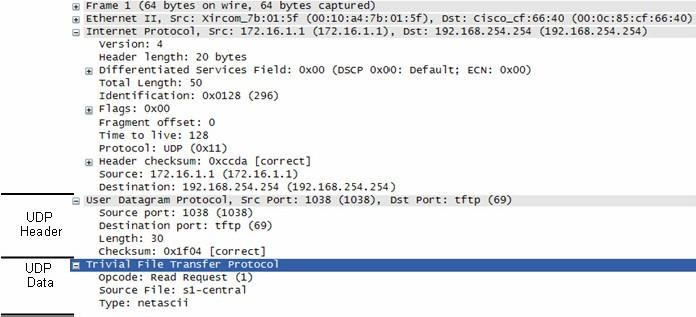 Frame 1 (64 bytes on wire, 64 bytes captured)
Ethernet II, Src: Xircom_7b:01:5f (00:10:a4:7b:01:5f), Dst: Cisco_cf:66:40 (00:0c:85:cf:66:40)
Internet Protocol, Src: 172.16.1.1 (172.16.1.1), Dst: 192.168.254.254 (192.168.254.254)
Version: 4
Header length: 20 bytes
Differentiated Services Field: 0x00 (DSCP 0x00: Default; ECN: 0x00)
Total Length: 50
Identification: 0x0128 (296)
Flags: 0x00
Fragment offset: 0
Time to live: 128
Protocol: UDP (0x11)
Header checksum: 0xccda [correct]
Source: 172.16.1.1 (172.16.1.1)
Destination: 192.168.254.254 (192.168.254.254)
UDP
Header
User Datagram Protocol, Src Port: 1038 (1038), Dst Port: tftp (69)
Source port: 1038 (1038)
Destination port: tftp (69)
Length: 30
Checksum: 0x1f04 [correct]
UDP
Data
Trivial File Transfer Protocol
Opcode: Read Request (1)
Source File: s1-central
Type: netascii